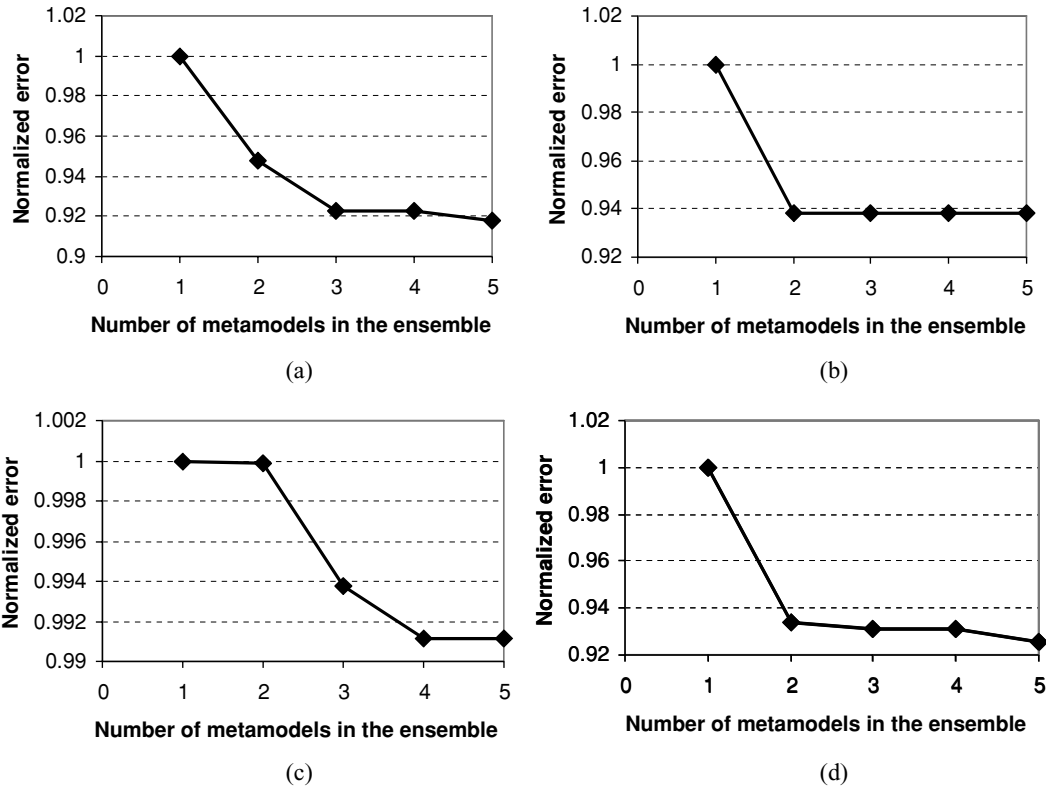 1.02
1
0.98
0.96
0.94
0.92
0.9
Normalized error
0 1 2 3 4 5
Number of metamodels in the ensemble
(a)
1.02
1
0.98
0.96
0.94
0.92
Normalized error
0 1 2 3 4 5
Number of metamodels in the ensemble
(b)
1.002
1
0.998
0.996
0.994
0.992
0.99
Normalized error
0 1 2 3 4 5
Number of metamodels in the ensemble
(c)
1.02
1
0.98
0.96
0.94
0.92
Normalized error
0 1 2 3 4 5
Number of metamodels in the ensemble
(d)